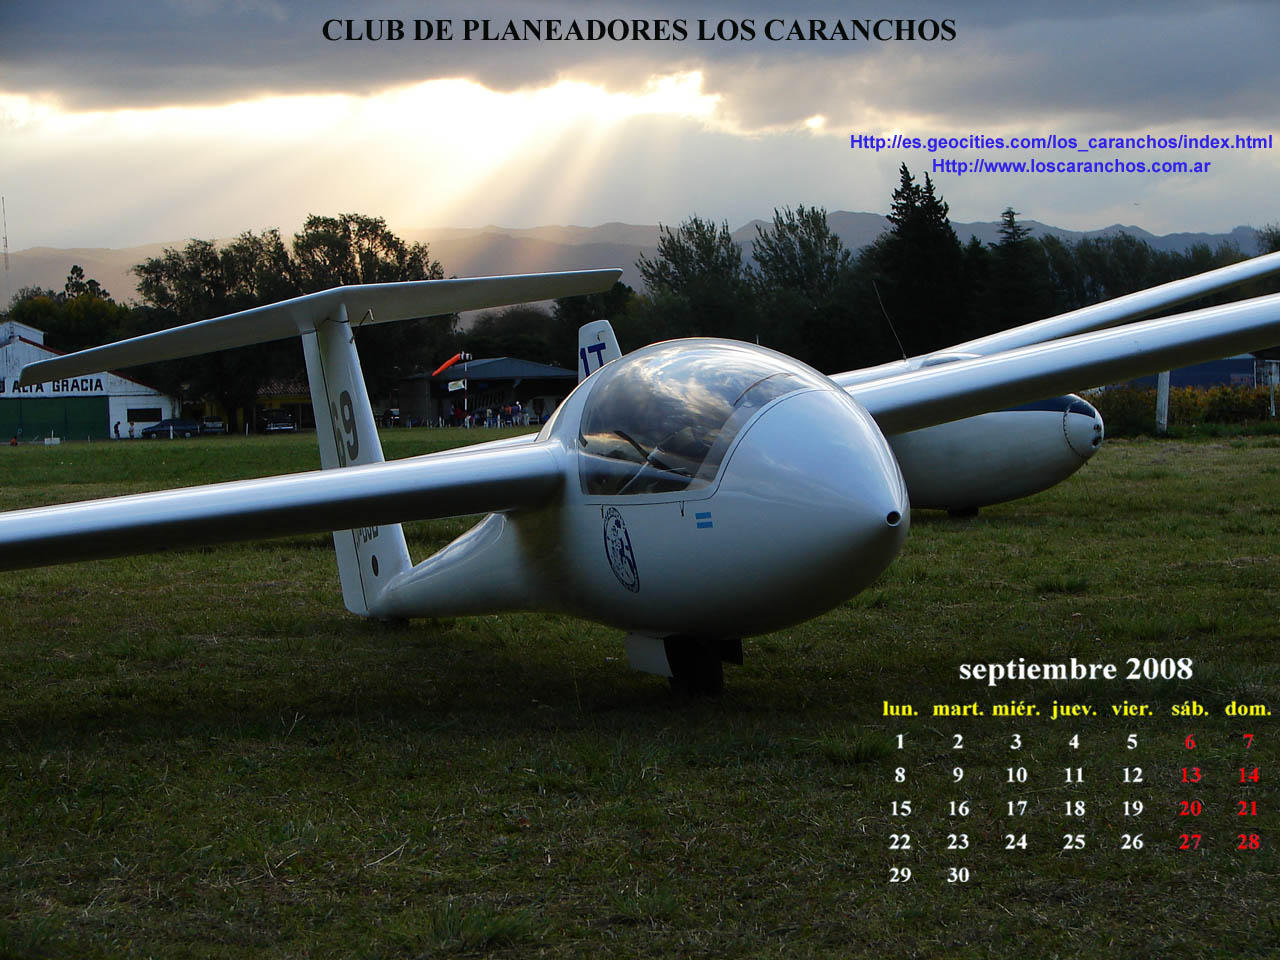 CLUB DE PLANEADORES LOS CARANCHOS
Http://es.geocities.com/los_caranchos/index.html
Http://www.loscaranchos.com.ar
ALTA GRACIA
1T
69
septiembre 2008
lun. mart. miér. juev. vier. sáb. dom.
1 2 3 4 5 6 7
8 9 10 11 12 13 14
15 16 17 18 19 20 21
22 23 24 25 26 27 28
29 30